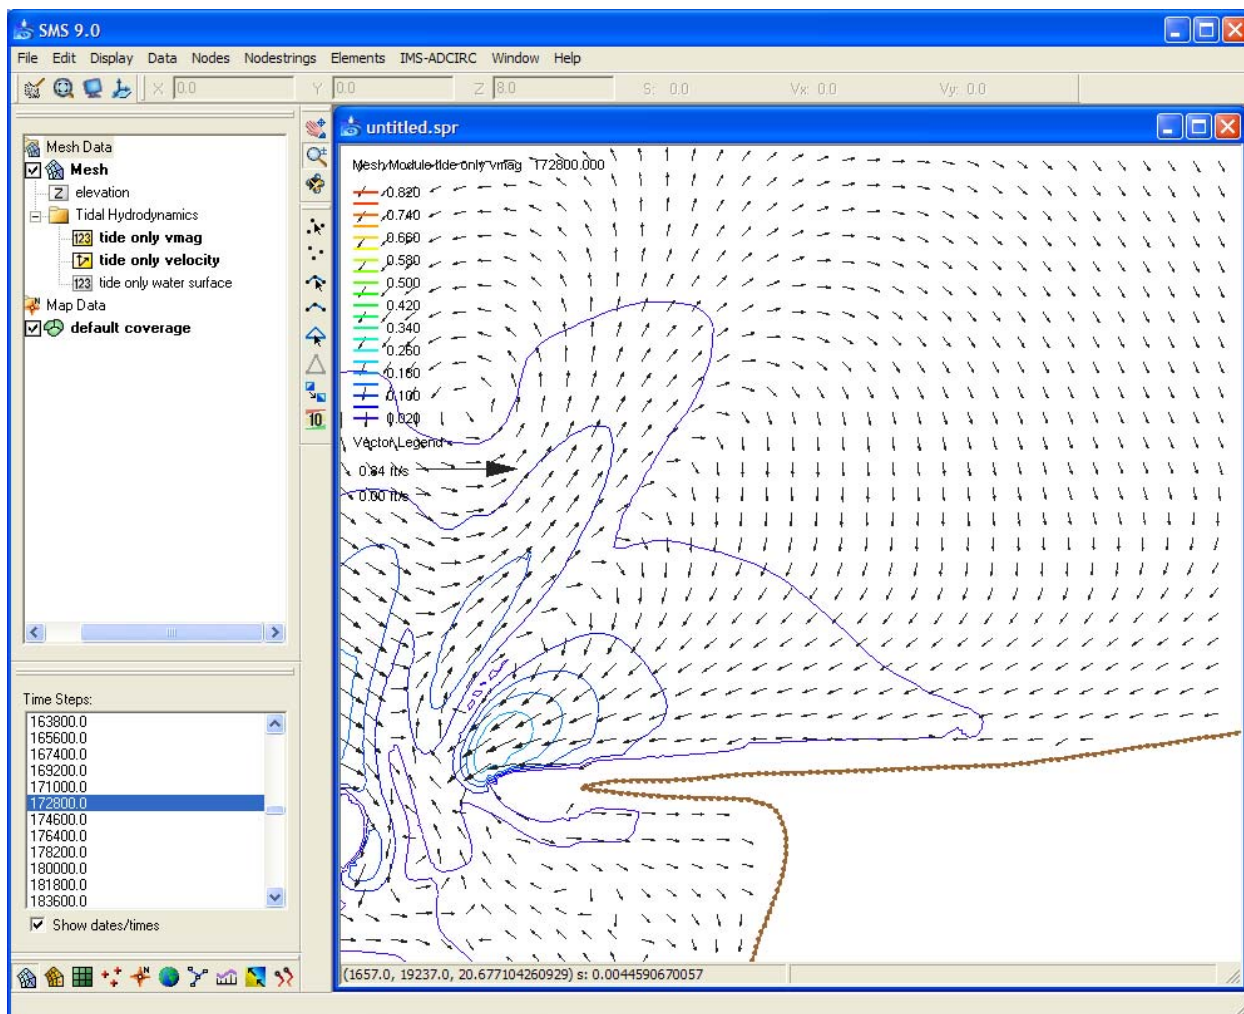 SMS 9.0
File Edit Display Data Nodes Nodestrings Elements IMS-ADCIRC Window Help
X 0.0 Y 0.0 Z 8.0 S: 0.0 Vx: 0.0 Vy: 0.0
untitled.spr
Mesh Data
Mesh
Z elevation
Tidal Hydrodynamics
123 tide only vmag
tide only velocity
123 tide only water surface
Map Data
default coverage
Mesh Module tide only vmag 172800.000
0.820
0.740
0.660
0.580
0.500
0.420
0.340
0.260
0.180
0.100
0.020
Vector Legend
0.84 ft/s
0.00 ft/s
10
Time Steps:
163800.0
165600.0
167400.0
169200.0
171000.0
172800.0
174600.0
176400.0
178200.0
180000.0
181800.0
183600.0
Show dates/times
(1657.0, 19237.0, 20.677104260929) s: 0.0044590670057